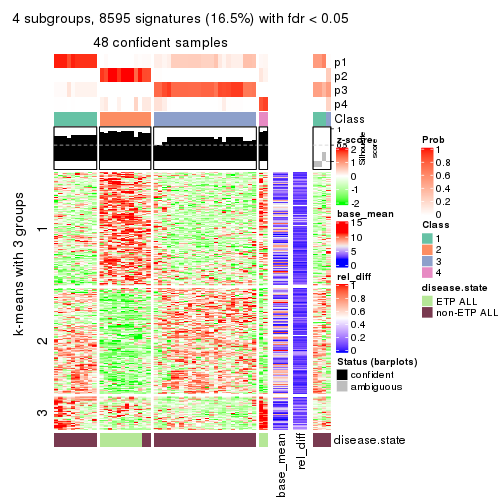 4 subgroups, 8595 signatures (16.5%) with fdr < 0.05
48 confident samples
p1
p2
p3
p4
Class
1
0.5
0
Silhouette
score
k-means with 3 groups
1
2
3
disease.state
base_mean
rel_diff
z-score
2
1
0
-1
-2
base_mean
15
10
5
0
rel_diff
1
0.8
0.6
0.4
0.2
0
Status (barplots)
confident
ambiguous
Prob
1
0.8
0.6
0.4
0.2
0
Class
1
2
3
4
disease.state
ETP ALL
non-ETP ALL